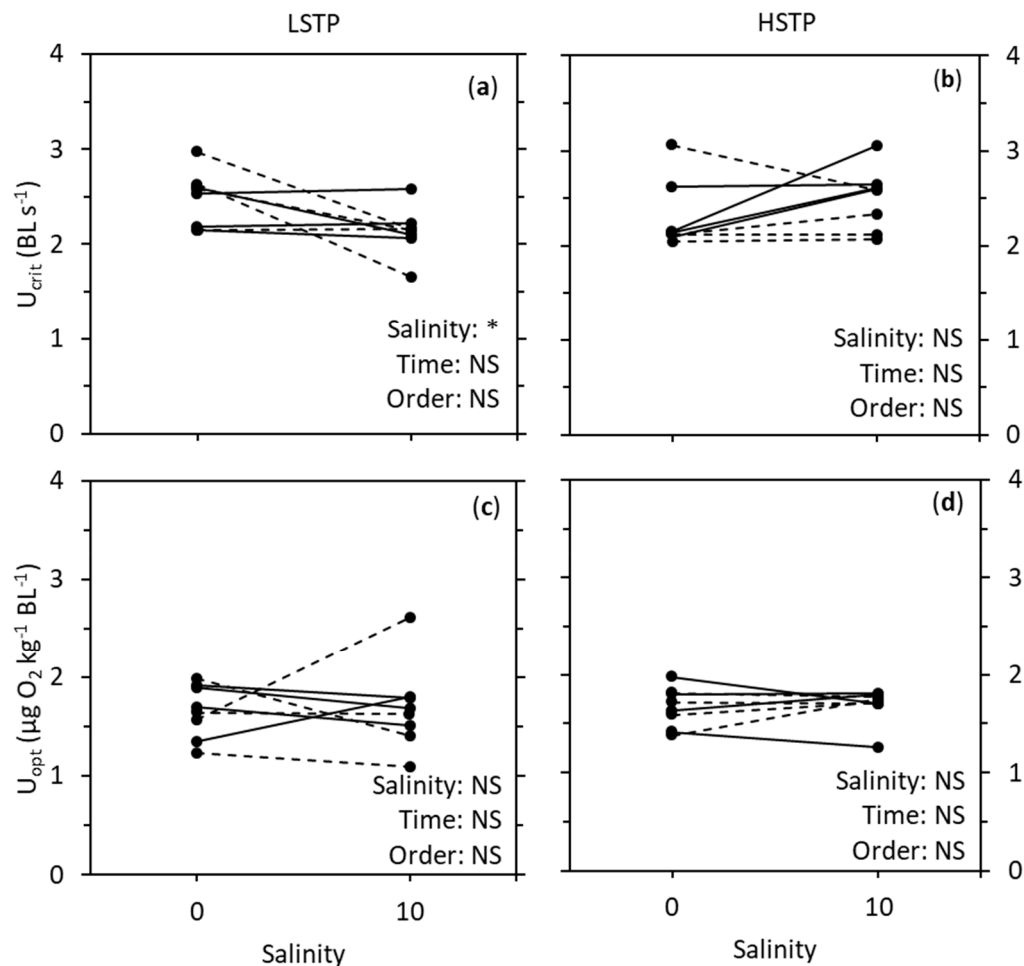 LSTP
HSTP
4
3
2
1
0
U_crit (BL s⁻¹)
(a)
Salinity: *
Time: NS
Order: NS
(b)
Salinity: NS
Time: NS
Order: NS
4
3
2
1
0
4
3
2
1
0
U_opt (µg O₂ kg⁻¹ BL⁻¹)
(c)
Salinity: NS
Time: NS
Order: NS
0
10
Salinity
(d)
Salinity: NS
Time: NS
Order: NS
4
3
2
1
0
0
10
Salinity